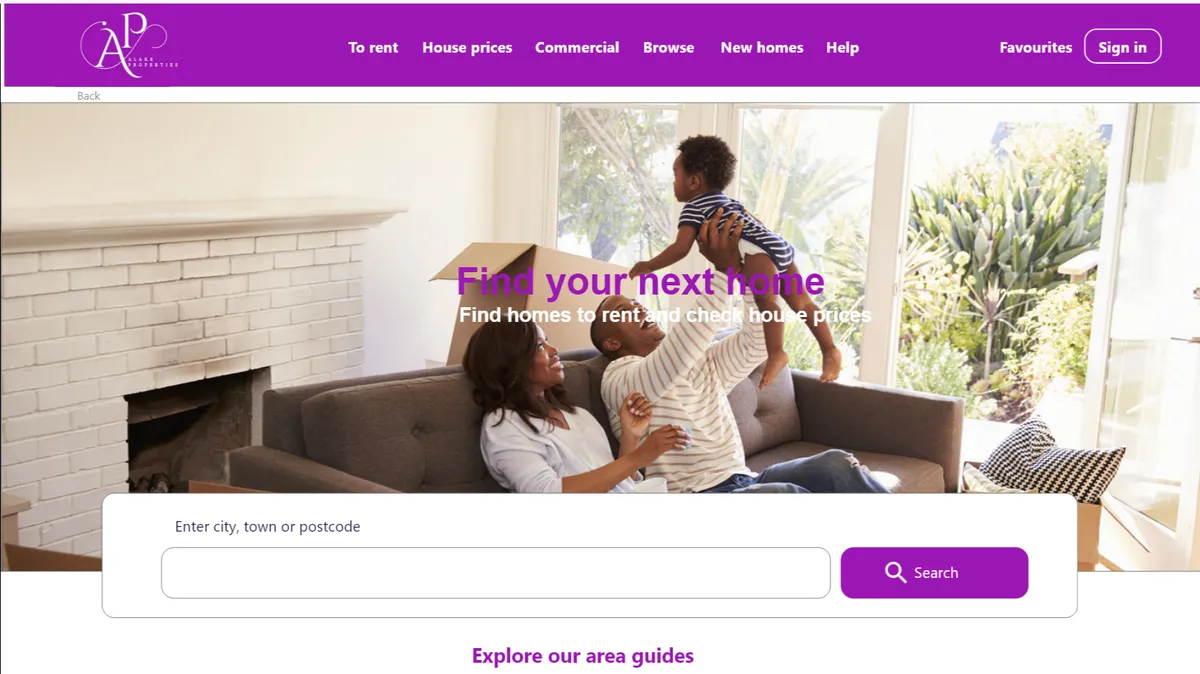 AP
ALAKE
PROPERTIES
To rent House prices Commercial Browse New homes Help Favourites Sign in
Back
Find your next home
Find homes to rent and check house prices
Enter city, town or postcode
Search
Explore our area guides